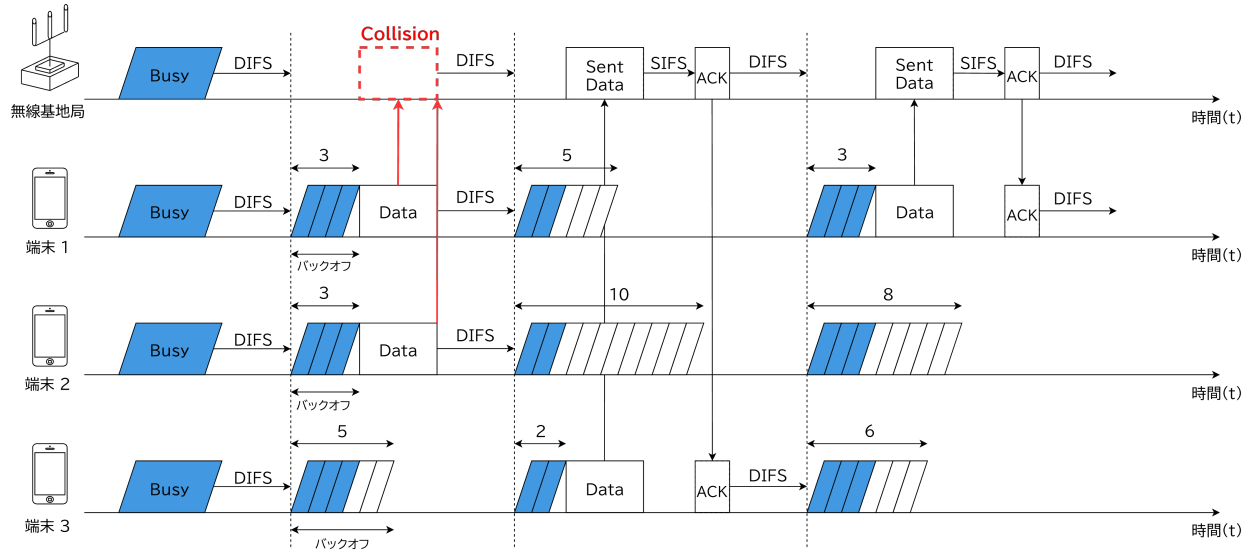 Collision
Busy
DIFS
DIFS
Sent
Data
SIFS
ACK
DIFS
Sent
Data
SIFS
ACK
DIFS
無線基地局
時間(t)
3
5
3
Busy
DIFS
Data
DIFS
Data
ACK
DIFS
端末 1
バックオフ
時間(t)
3
10
8
Busy
DIFS
Data
DIFS
端末 2
バックオフ
時間(t)
5
2
6
Busy
DIFS
Data
ACK
DIFS
端末 3
バックオフ
時間(t)